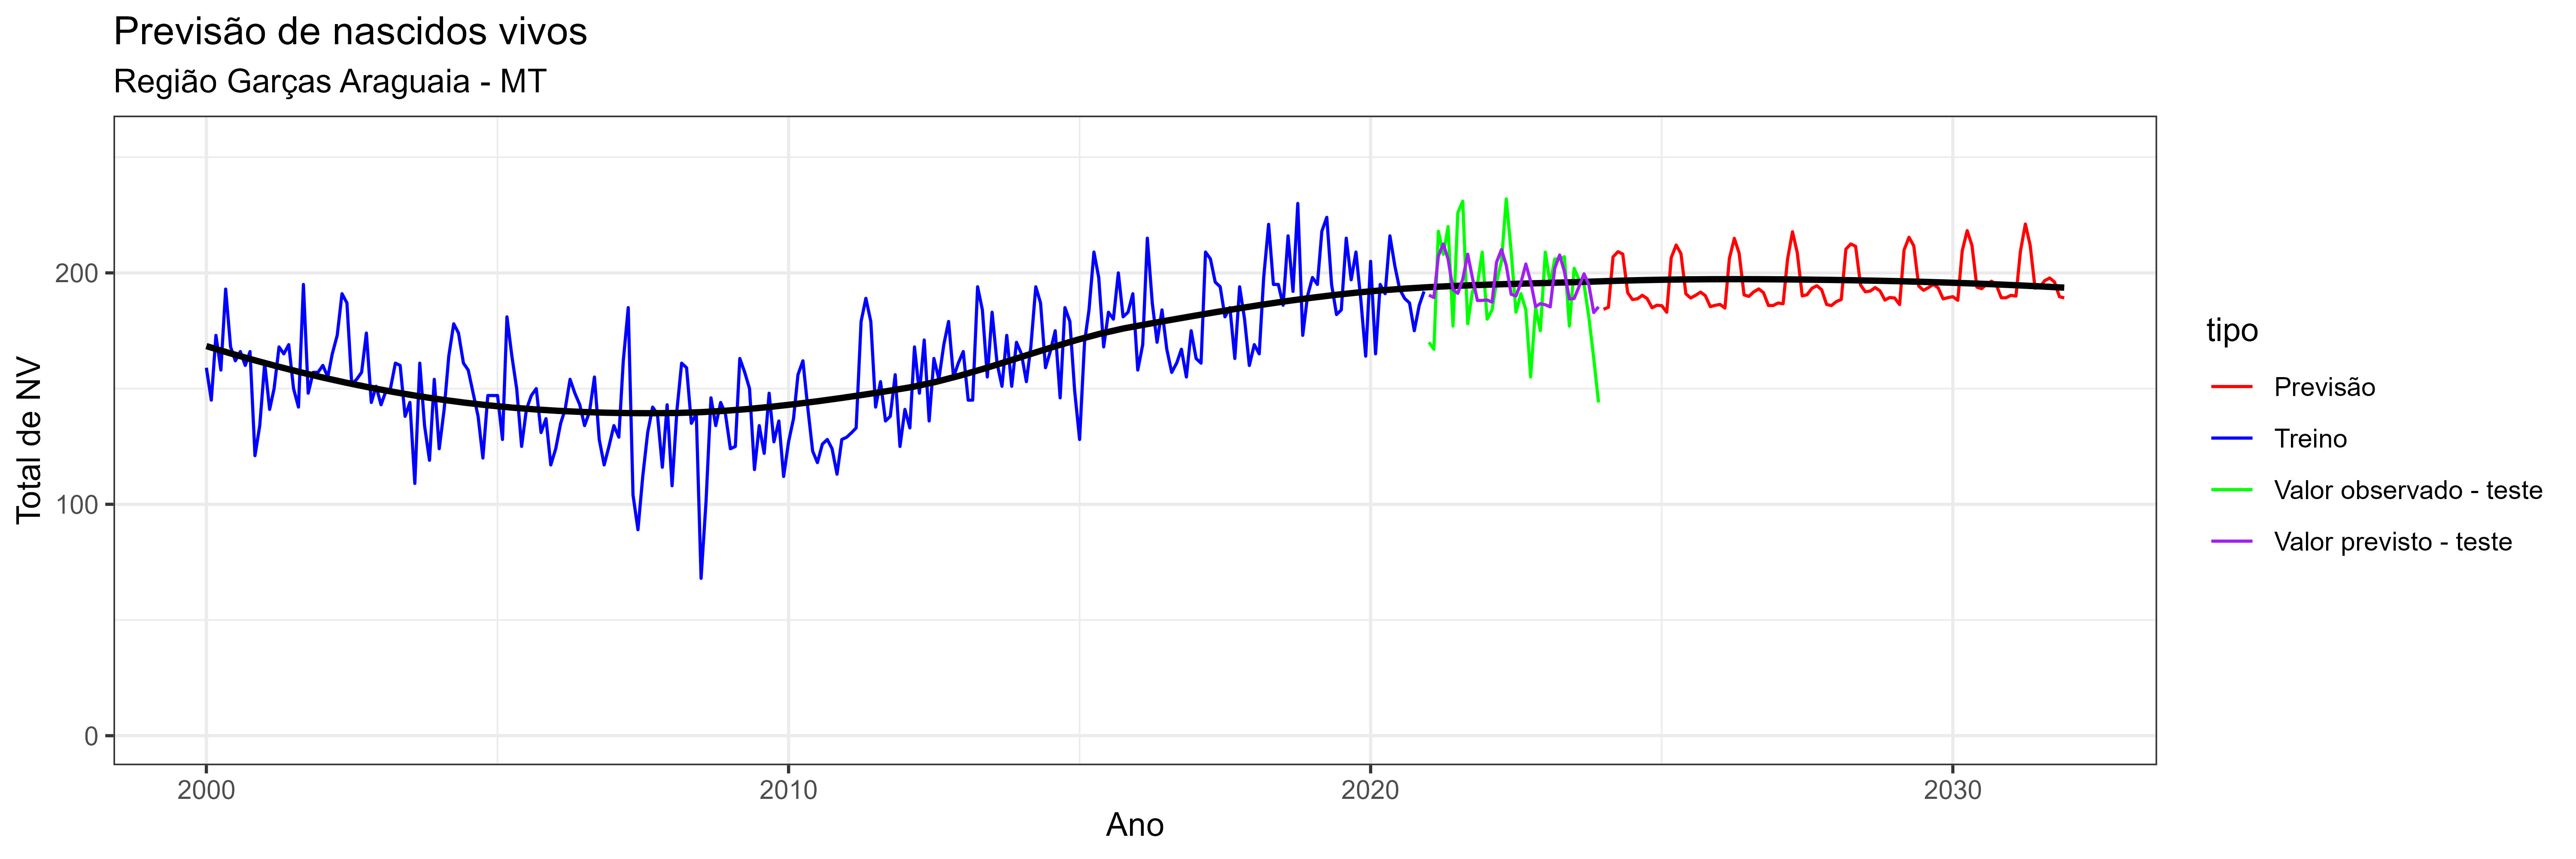 Previsão de nascidos vivos
Região Garças Araguaia - MT
Total de NV
200
100
0
2000
2010
2020
2030
Ano
tipo
Previsão
Treino
Valor observado - teste
Valor previsto - teste